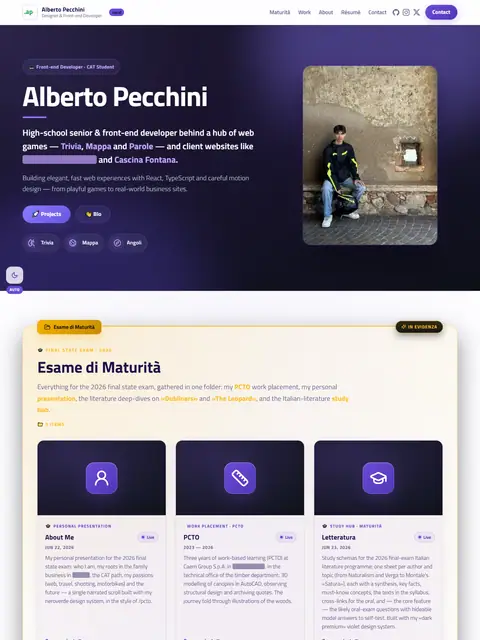 .ap
Alberto Pecchini
Designer & Front-end Developer
Maturità
Work
About
Résumé
Contact
Contact
Front-end Developer · CAT Student
Alberto Pecchini
High-school senior & front-end developer behind a hub of web
games — Trivia, Mappa and Parole — and client websites like
and Cascina Fontana.
Building elegant, fast web experiences with React, TypeScript and careful motion
design — from playful games to real-world business sites.
Projects
Bio
Trivia
Mappa
Angoli
AUTO
Esame di Maturità
IN EVIDENZA
FINAL STATE EXAM · 2026
Esame di Maturità
Everything for the 2026 final state exam, gathered in one folder: my PCTO work placement, my personal
presentation, the literature deep-dives on «Dubliners» and «The Leopard», and the Italian-literature study
hub.
ITEMS
PERSONAL PRESENTATION
About Me
Live
JUN 22, 2026
My personal presentation for the 2026 final
state exam: who I am, my roots in the family
business in
, the CAT path, my passions
(web, travel, shooting, motorbikes) and the
future — a single narrated scroll built with my
neroverde design system, in the style of /pcto.
WORK PLACEMENT · PCTO
PCTO
Live
2023 — 2026
Three years of work-based learning (PCTO) at
Caem Group S.p.A. in
, in the
technical office of the timber department. 3D
modelling of canopies in AutoCAD, observing
structural design and archiving quotes. The
journey told through illustrations of the woods.
STUDY HUB · MATURITÀ
Letteratura
Live
JUN 23, 2026
Study schemas for the 2026 final-exam Italian
literature programme, one sheet per author and
topic (from Naturalism and Verga to Montale's
«Satura»), each with a synthesis, key facts,
must-know concepts, the texts in the syllabus,
cross-links for the oral, and — the core feature
— the likely oral-exam questions with hideable
model answers to self-test. Built with my «dark
premium» violet design system.